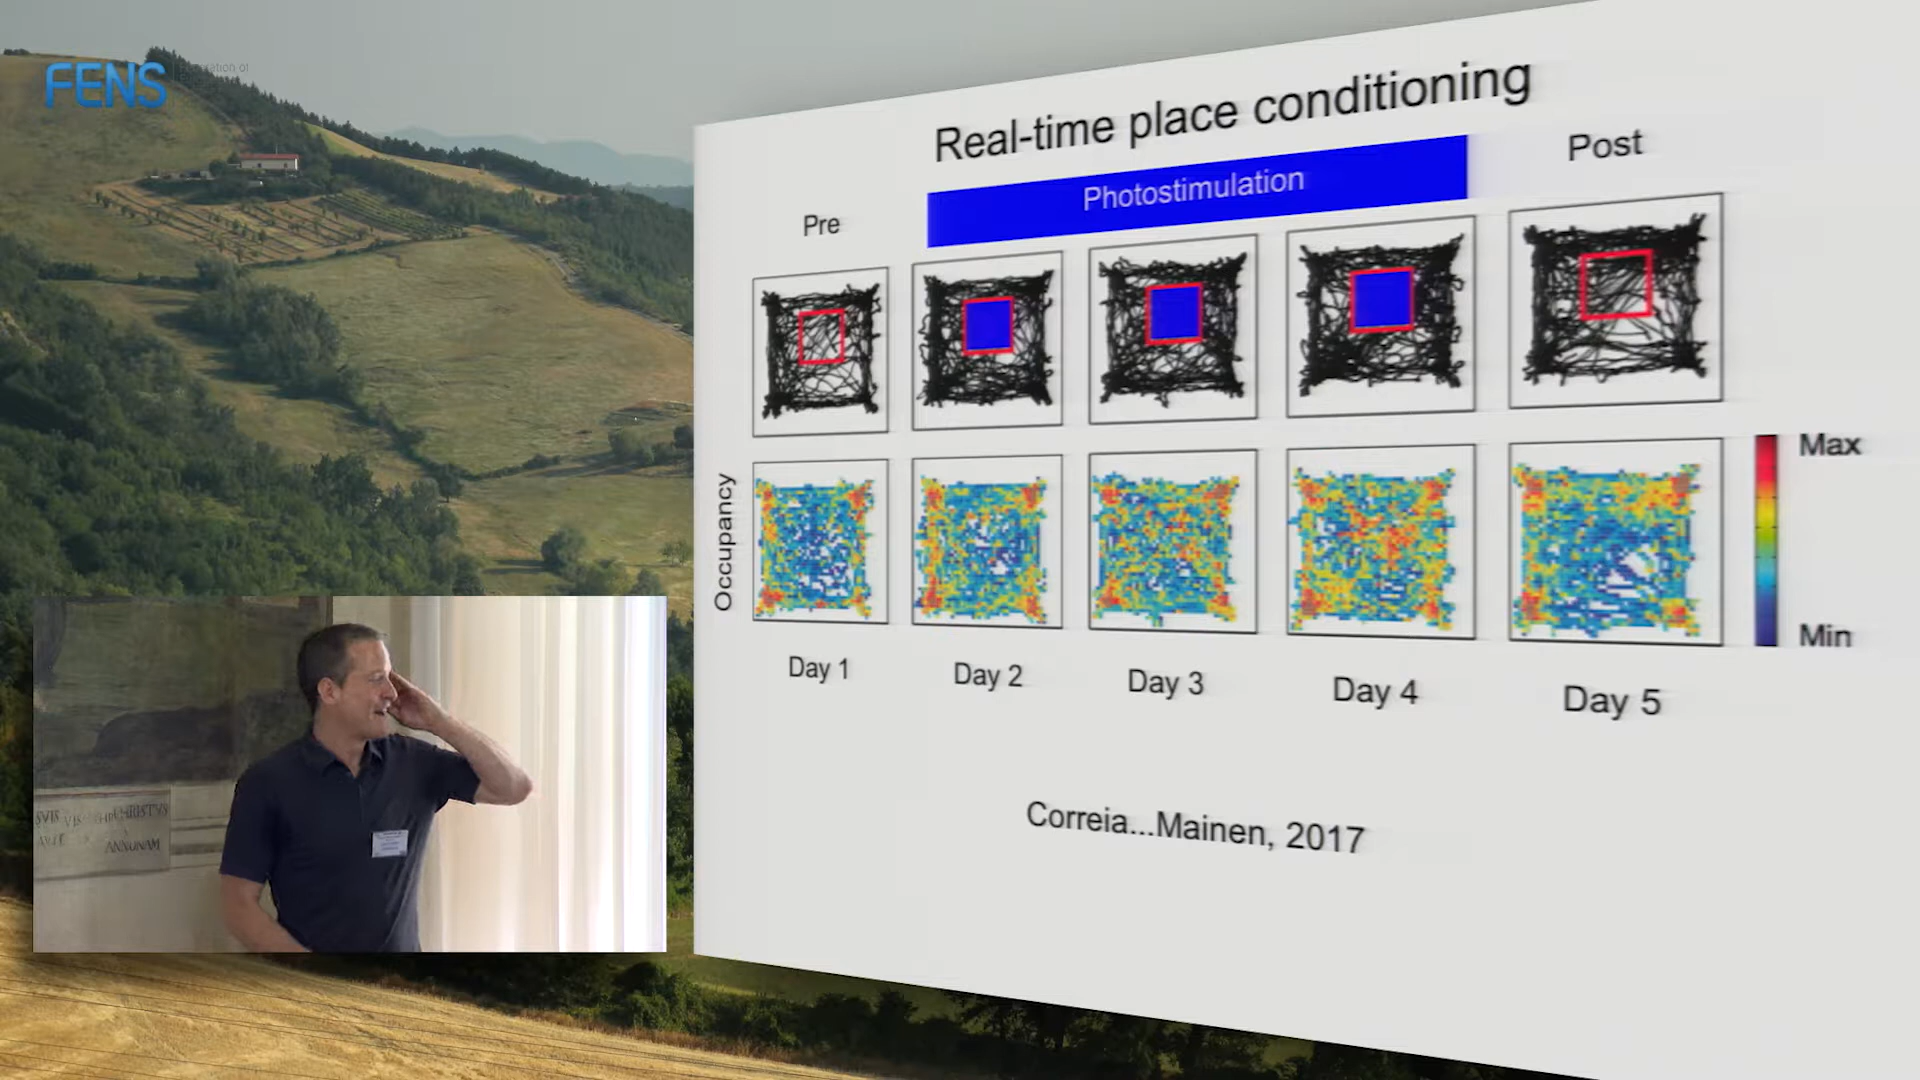 FENS
Real-time place conditioning
Pre
Photostimulation
Post
Occupancy
Max
Min
Day 1
Day 2
Day 3
Day 4
Day 5
Correia...Mainen, 2017
ANNONAM